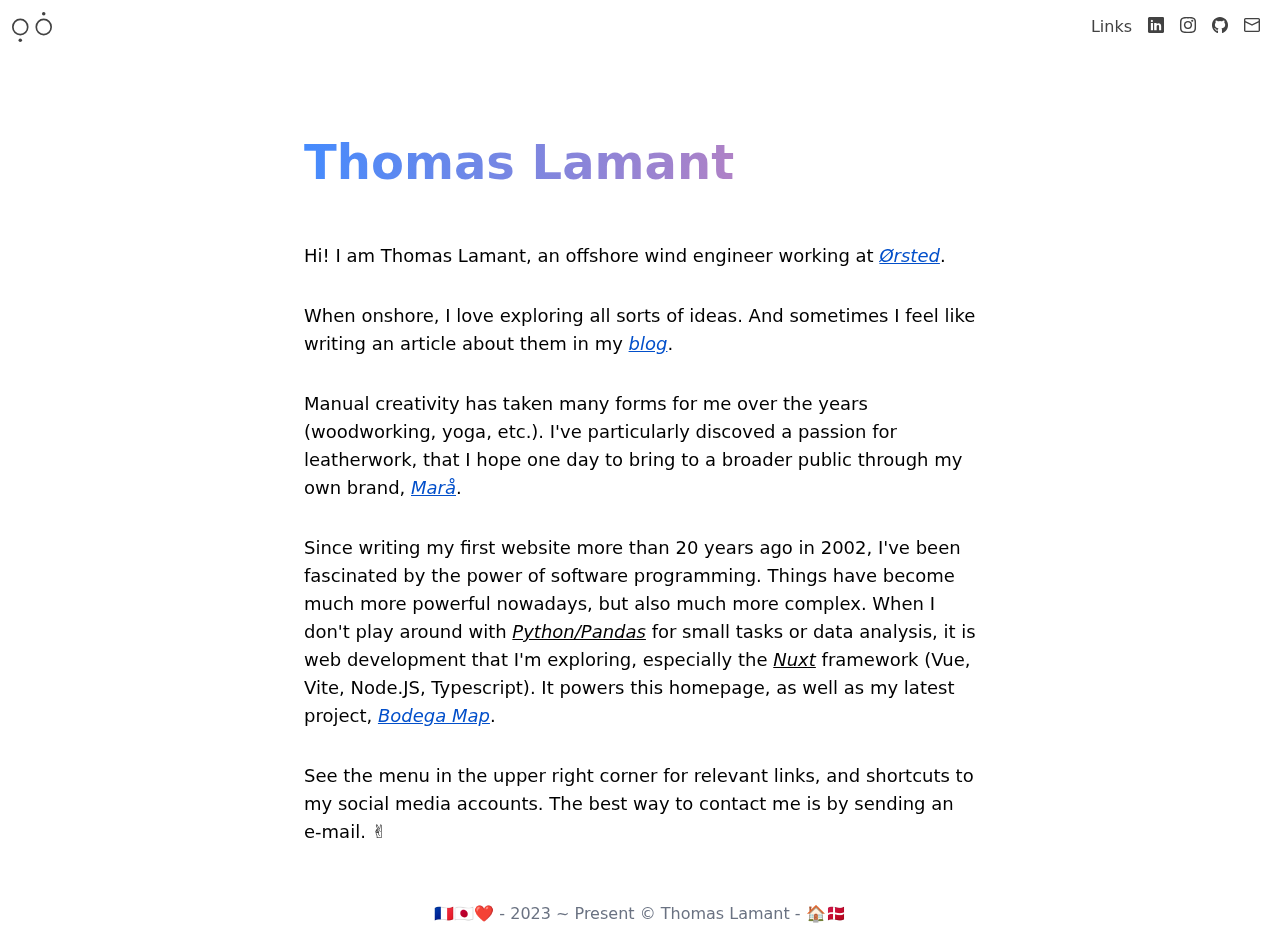 Links
Thomas Lamant
Hi! I am Thomas Lamant, an offshore wind engineer working at Ørsted.
When onshore, I love exploring all sorts of ideas. And sometimes I feel like
writing an article about them in my blog.
Manual creativity has taken many forms for me over the years
(woodworking, yoga, etc.). I've particularly discoved a passion for
leatherwork, that I hope one day to bring to a broader public through my
own brand, Marå.
Since writing my first website more than 20 years ago in 2002, I've been
fascinated by the power of software programming. Things have become
much more powerful nowadays, but also much more complex. When I
don't play around with Python/Pandas for small tasks or data analysis, it is
web development that I'm exploring, especially the Nuxt framework (Vue,
Vite, Node.JS, Typescript). It powers this homepage, as well as my latest
project, Bodega Map.
See the menu in the upper right corner for relevant links, and shortcuts to
my social media accounts. The best way to contact me is by sending an
e-mail. ✌
🇫🇷🇯🇵❤️ - 2023 ~ Present © Thomas Lamant - 🏠🇩🇰